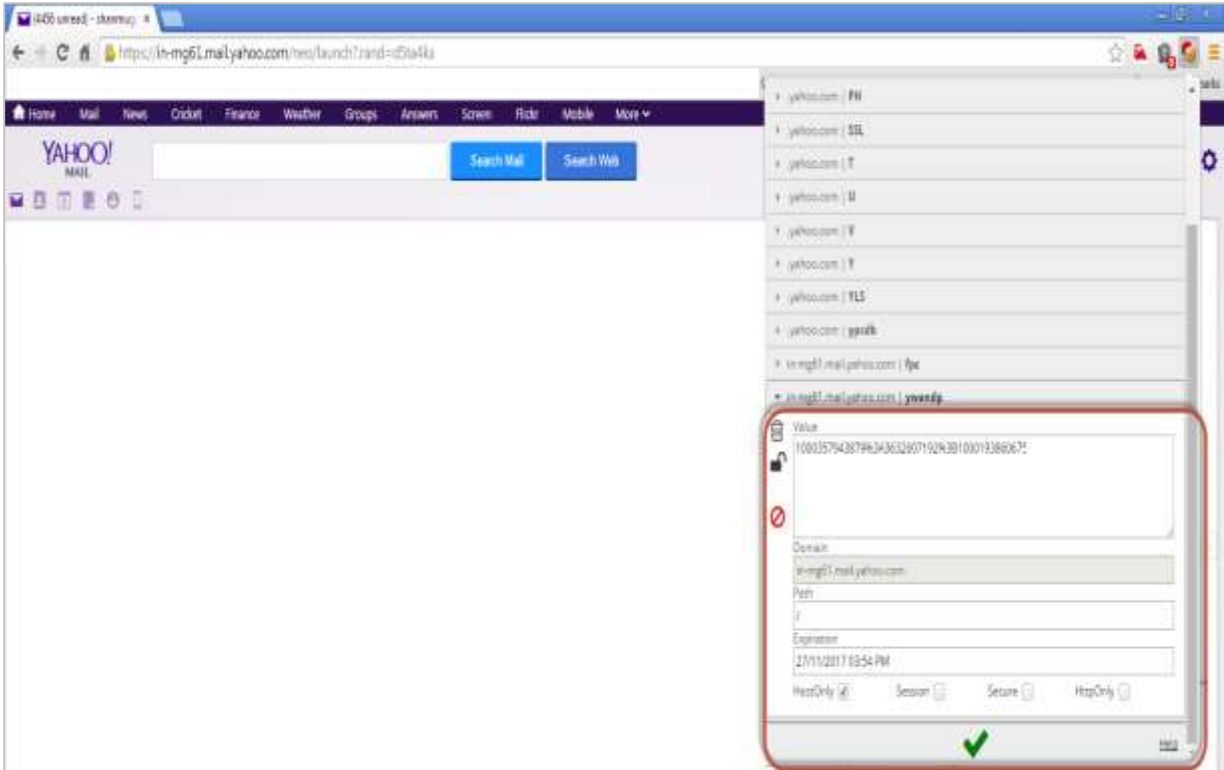 (4456 unread) -
https://in-mg61.mail.yahoo.com/neo/launch?.rand=
Home Mail News Cricket Finance Weather Groups Answers Screen Flickr Mobile More
YAHOO!
MAIL
Search Mail Search Web
.yahoo.com | PH
.yahoo.com | SSL
.yahoo.com | T
.yahoo.com | U
.yahoo.com | V
.yahoo.com | Y
.yahoo.com | YLS
.yahoo.com | ypcdb
in-mg61.mail.yahoo.com | fpc
in-mg61.mail.yahoo.com | ywandp
Value
Domain
in-mg61.mail.yahoo.com
Path
/
Expiration
27/11/2017 03:54 PM
HostOnly Session Secure HttpOnly
Help